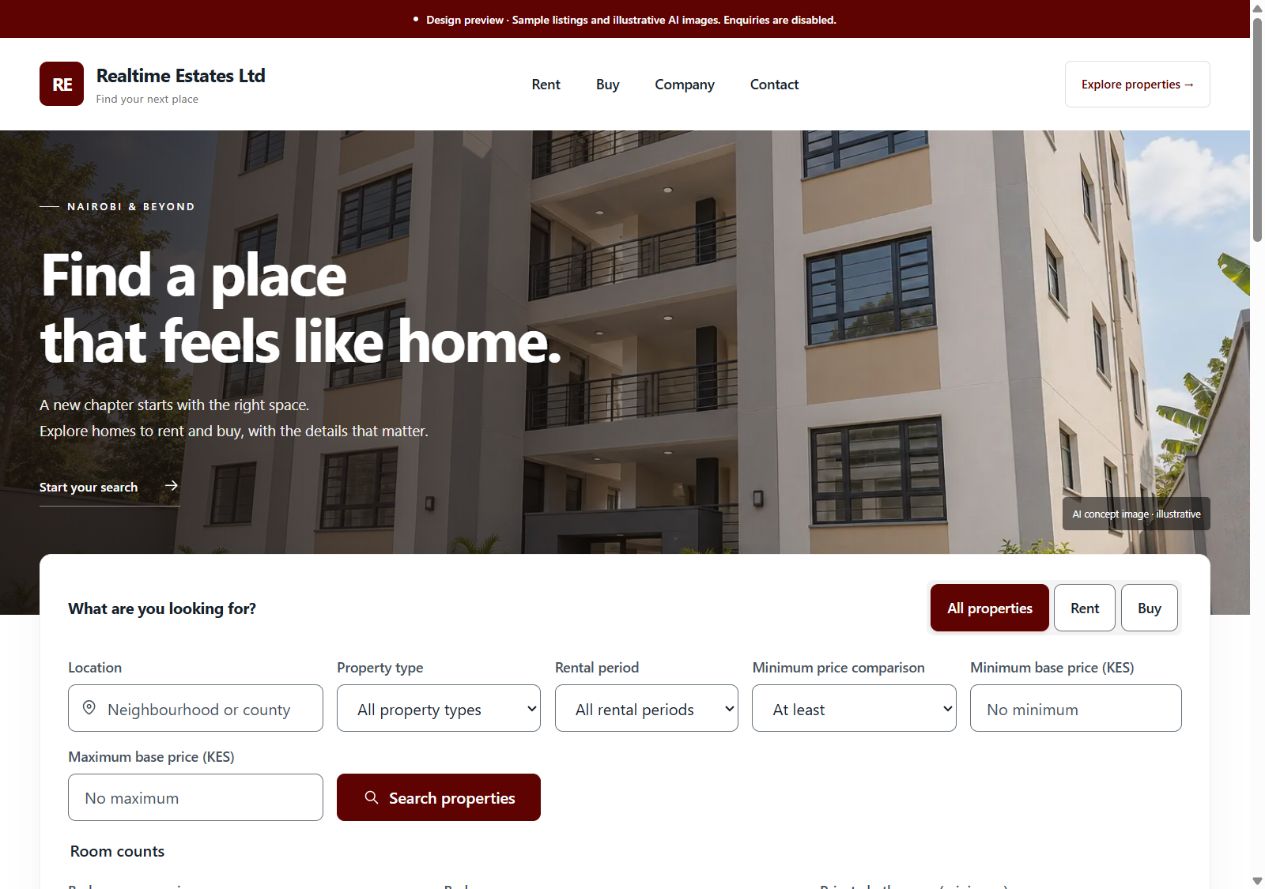 Design preview · Sample listings and illustrative AI images. Enquiries are disabled.
RE
Realtime Estates Ltd
Find your next place
Rent
Buy
Company
Contact
Explore properties →
NAIROBI & BEYOND
Find a place
that feels like home.
A new chapter starts with the right space.
Explore homes to rent and buy, with the details that matter.
Start your search →
AI concept image · illustrative
What are you looking for?
All properties
Rent
Buy
Location
Property type
Rental period
Minimum price comparison
Minimum base price (KES)
Neighbourhood or county
All property types
All rental periods
At least
No minimum
Maximum base price (KES)
No maximum
Search properties
Room counts